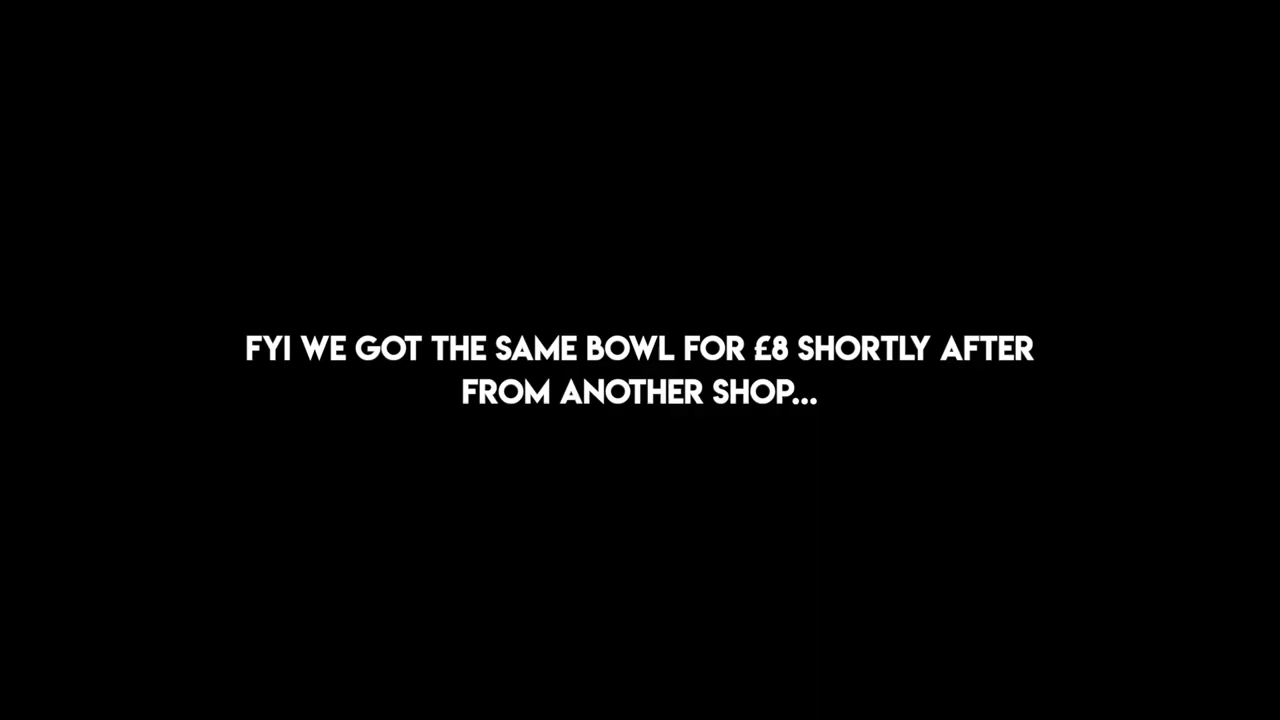 FYI WE GOT THE SAME BOWL FOR £8 SHORTLY AFTER
FROM ANOTHER SHOP...